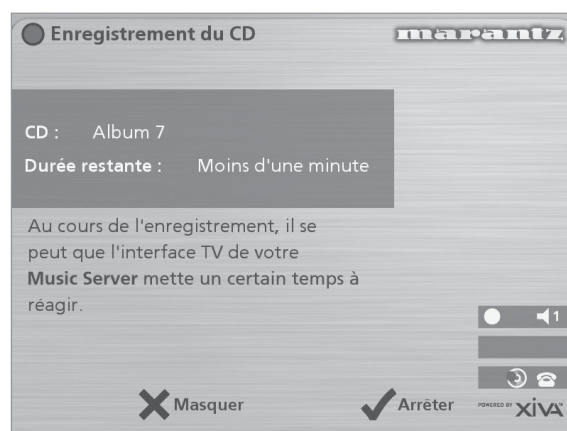 Enregistrement du CD
marantz
CD : Album 7
Durée restante : Moins d'une minute
Au cours de l'enregistrement, il se
peut que l'interface TV de votre
Music Server mette un certain temps à
réagir.
1
Masquer
Arrêter
POWERED BY XiVA™